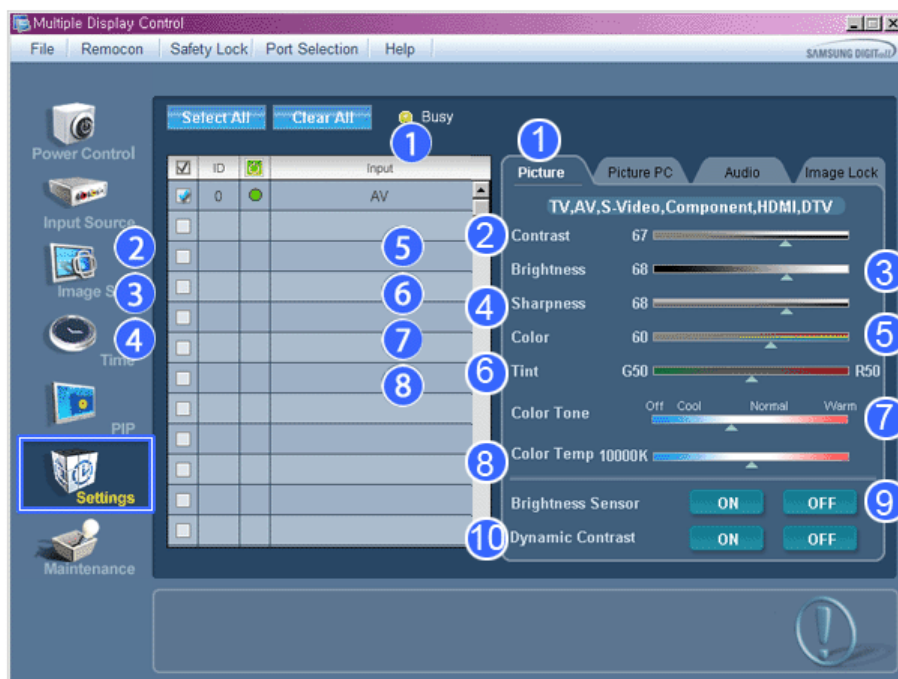 Multiple Display Control
File Remocon Safety Lock Port Selection Help
SAMSUNG DIGITall
Select All Clear All Busy
1
1
Power Control
ID Input
Picture Picture PC Audio Image Lock
0 AV
TV,AV,S-Video,Component,HDMI,DTV
Input Source
2
5
2
Contrast 67
3
Brightness 68
Image S
3
6
4
Sharpness 68
Time
4
7
Color 60
5
8
6
Tint G50 R50
PIP
Color Tone Off Cool Normal Warm
7
8
Color Temp 10000K
Settings
Brightness Sensor ON OFF
9
10
Dynamic Contrast ON OFF
Maintenance